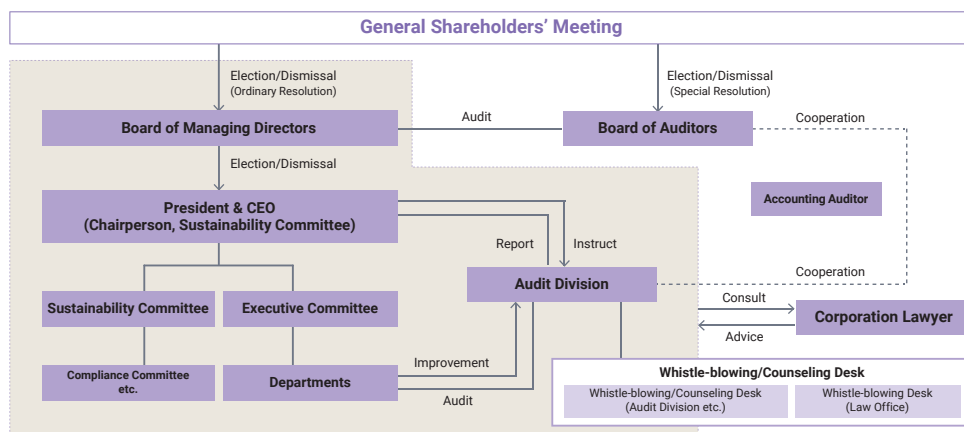 General Shareholders’ Meeting
Election/Dismissal
(Ordinary Resolution)
Election/Dismissal
(Special Resolution)
Board of Managing Directors
Audit
Board of Auditors
Cooperation
Election/Dismissal
President & CEO
(Chairperson, Sustainability Committee)
Accounting Auditor
Report
Instruct
Audit Division
Cooperation
Sustainability Committee
Executive Committee
Consult
Corporation Lawyer
Advice
Compliance Committee
etc.
Departments
Improvement
Audit
Whistle-blowing/Counseling Desk
Whistle-blowing/Counseling Desk
(Audit Division etc.)
Whistle-blowing Desk
(Law Office)